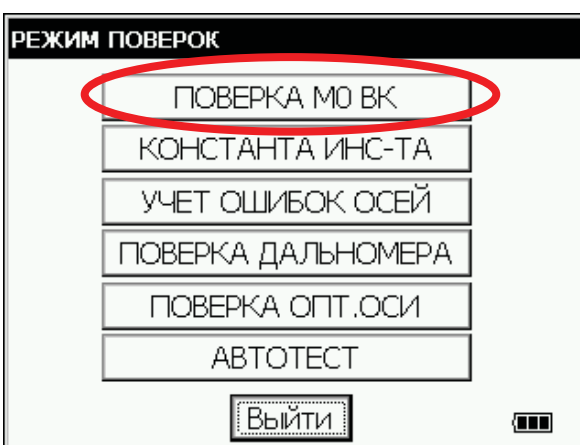 РЕЖИМ ПОВЕРОК
ПОВЕРКА М0 ВК
КОНСТАНТА ИНС-ТА
УЧЕТ ОШИБОК ОСЕЙ
ПОВЕРКА ДАЛЬНОМЕРА
ПОВЕРКА ОПТ.ОСИ
АВТОТЕСТ
Выйти